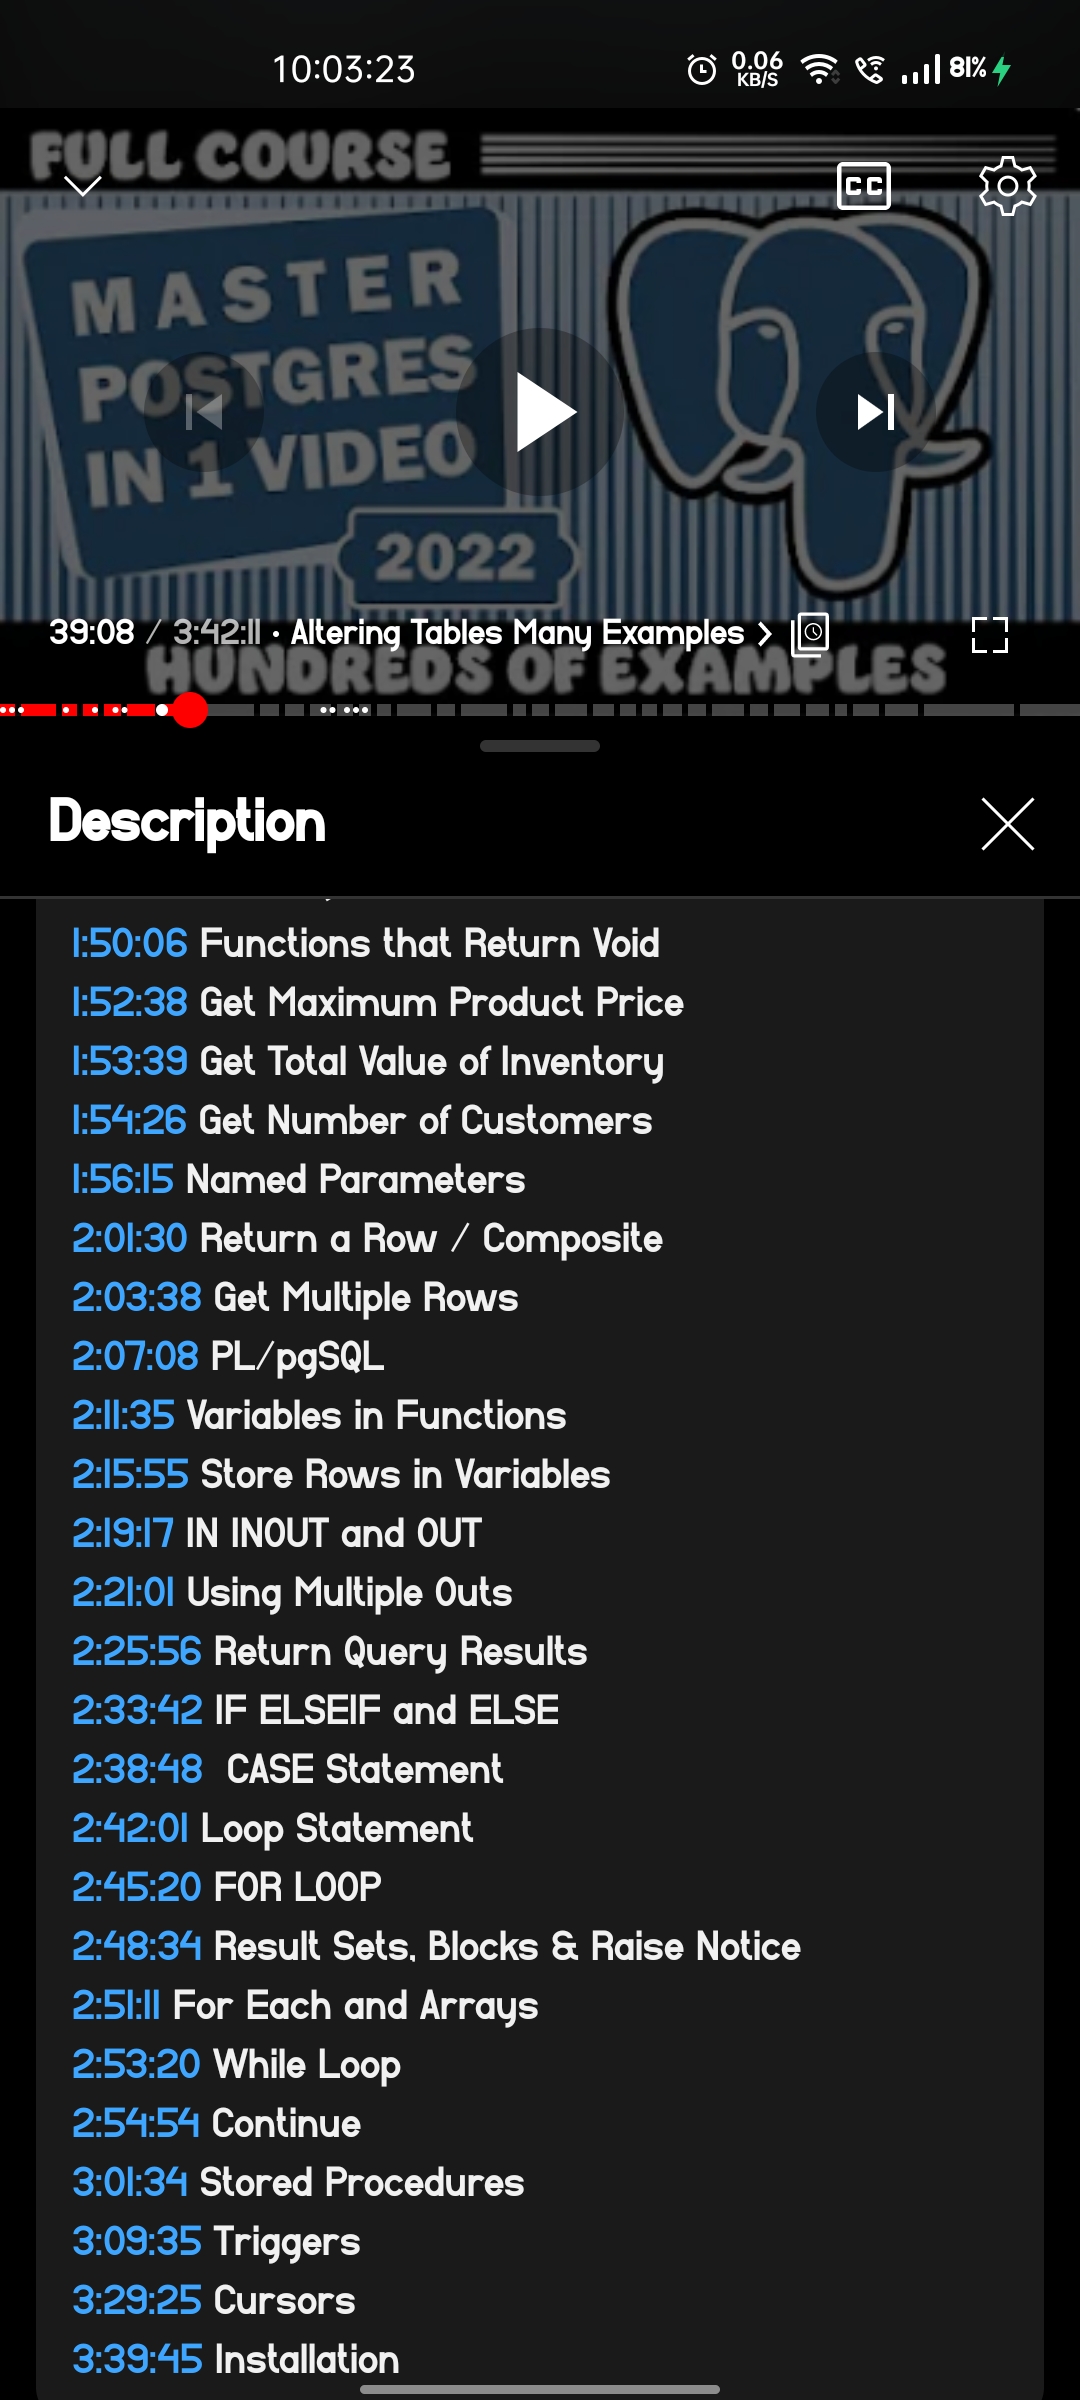 10:03:23
0.06 KB/S
81%
FULL COURSE
CC
MASTER
POSTGRES
IN 1 VIDEO
2022
39:08 / 3:42:11 · Altering Tables Many Examples >
HUNDREDS OF EXAMPLES
Description
1:50:06 Functions that Return Void
1:52:38 Get Maximum Product Price
1:53:39 Get Total Value of Inventory
1:54:26 Get Number of Customers
1:56:15 Named Parameters
2:01:30 Return a Row / Composite
2:03:38 Get Multiple Rows
2:07:08 PL/pgSQL
2:11:35 Variables in Functions
2:15:55 Store Rows in Variables
2:19:17 IN INOUT and OUT
2:21:01 Using Multiple Outs
2:25:56 Return Query Results
2:33:42 IF ELSEIF and ELSE
2:38:48  CASE Statement
2:42:01 Loop Statement
2:45:20 FOR LOOP
2:48:34 Result Sets, Blocks & Raise Notice
2:51:11 For Each and Arrays
2:53:20 While Loop
2:54:54 Continue
3:01:34 Stored Procedures
3:09:35 Triggers
3:29:25 Cursors
3:39:45 Installation